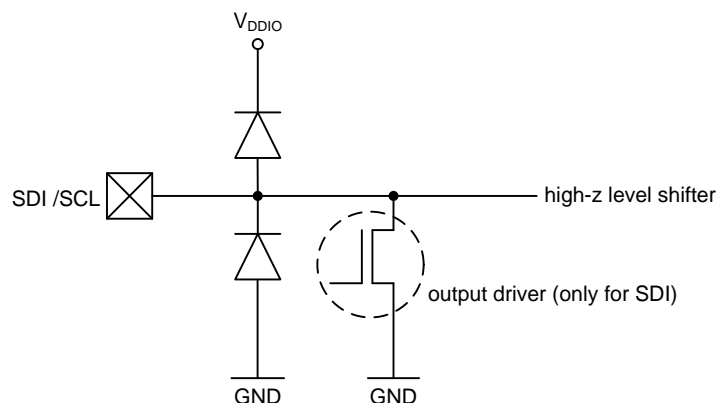 V_DDIO
SDI /SCL
high-z level shifter
output driver (only for SDI)
GND
GND